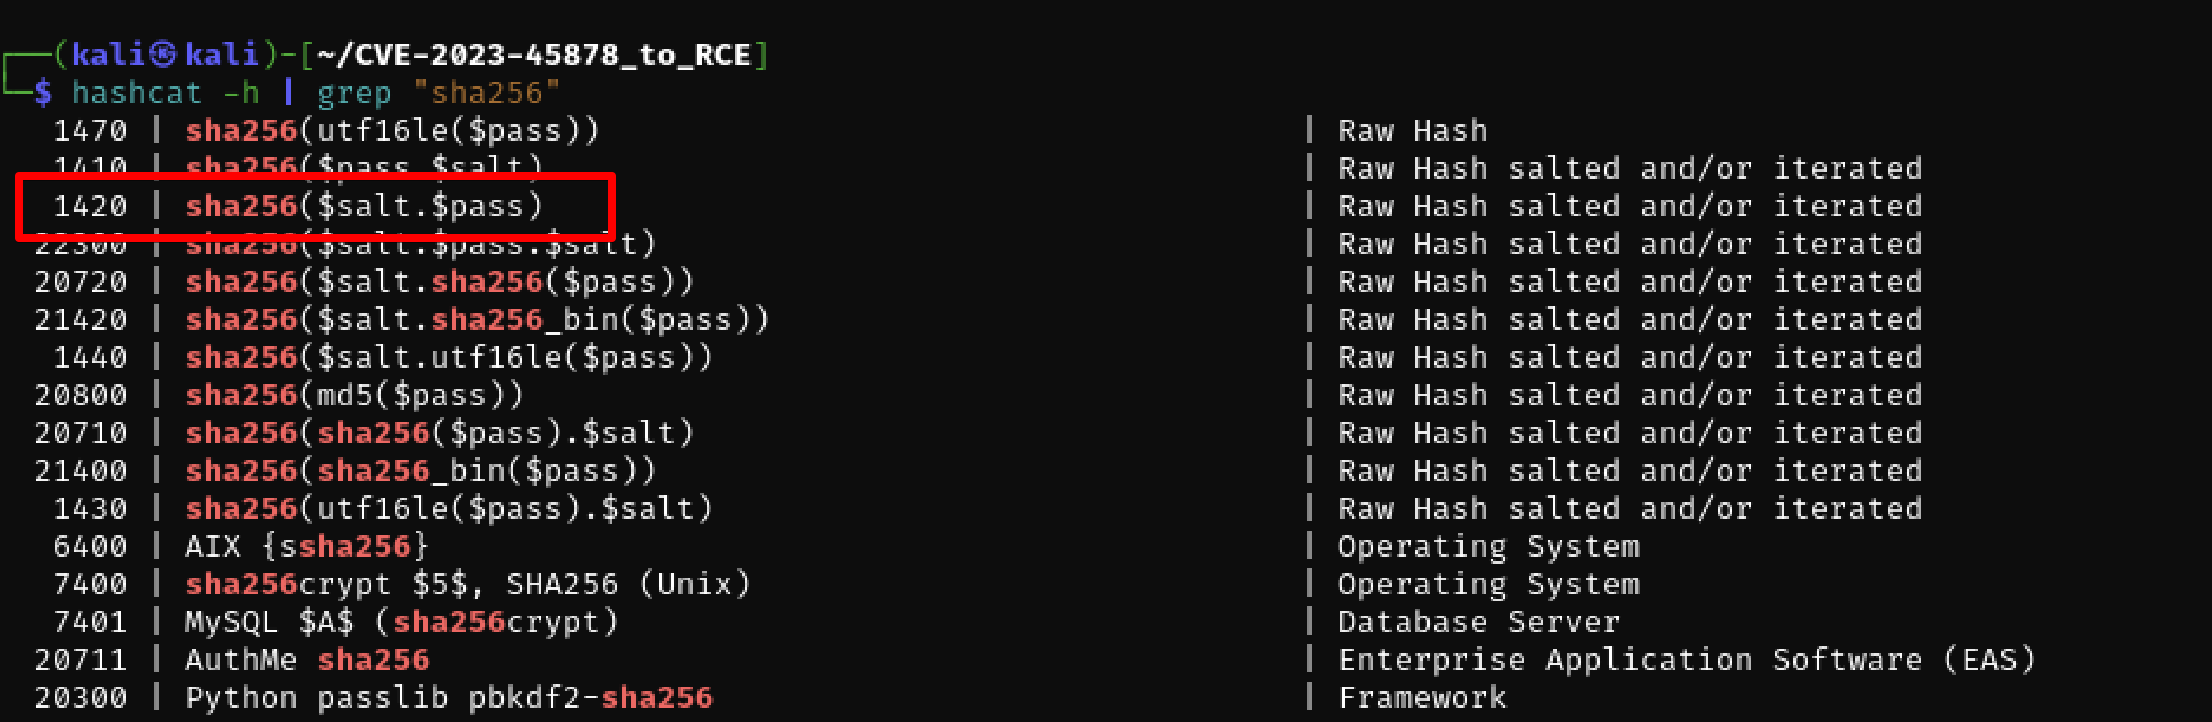 ┌──(kali㉿kali)-[~/CVE-2023-45878_to_RCE]
└─$ hashcat -h | grep "sha256"
1470 | sha256(utf16le($pass)) | Raw Hash
1410 | sha256($pass.$salt) | Raw Hash salted and/or iterated
1420 | sha256($salt.$pass) | Raw Hash salted and/or iterated
22300 | sha256($salt.$pass.$salt) | Raw Hash salted and/or iterated
20720 | sha256($salt.sha256($pass)) | Raw Hash salted and/or iterated
21420 | sha256($salt.sha256_bin($pass)) | Raw Hash salted and/or iterated
1440 | sha256($salt.utf16le($pass)) | Raw Hash salted and/or iterated
20800 | sha256(md5($pass)) | Raw Hash salted and/or iterated
20710 | sha256(sha256($pass).$salt) | Raw Hash salted and/or iterated
21400 | sha256(sha256_bin($pass)) | Raw Hash salted and/or iterated
1430 | sha256(utf16le($pass).$salt) | Raw Hash salted and/or iterated
6400 | AIX {ssha256} | Operating System
7400 | sha256crypt $5$, SHA256 (Unix) | Operating System
7401 | MySQL $A$ (sha256crypt) | Database Server
20711 | AuthMe sha256 | Enterprise Application Software (EAS)
20300 | Python passlib pbkdf2-sha256 | Framework